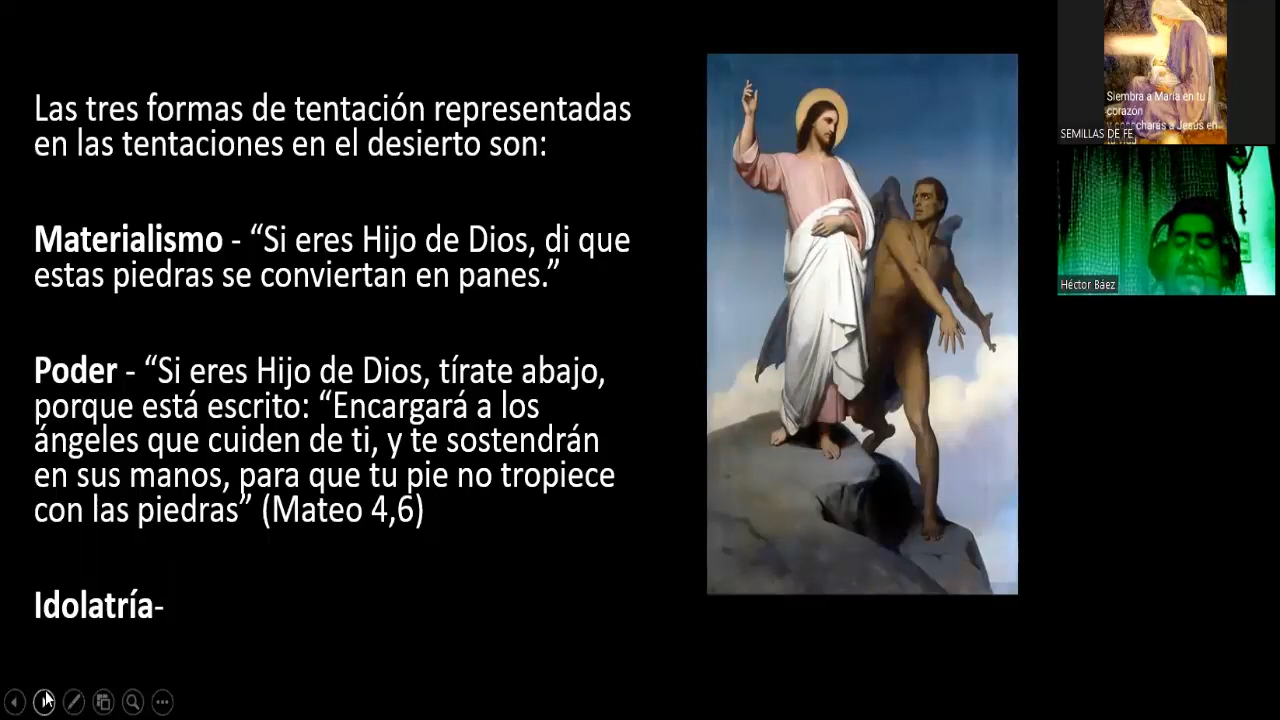 Las tres formas de tentación representadas
en las tentaciones en el desierto son:
Materialismo - “Si eres Hijo de Dios, di que
estas piedras se conviertan en panes.”
Poder - “Si eres Hijo de Dios, tírate abajo,
porque está escrito: “Encargará a los
ángeles que cuiden de ti, y te sostendrán
en sus manos, para que tu pie no tropiece
con las piedras” (Mateo 4,6)
Idolatría-
Siembra a María en tu
corazon
a Jesús en
SEMILLAS DE FE
Héctor Báez